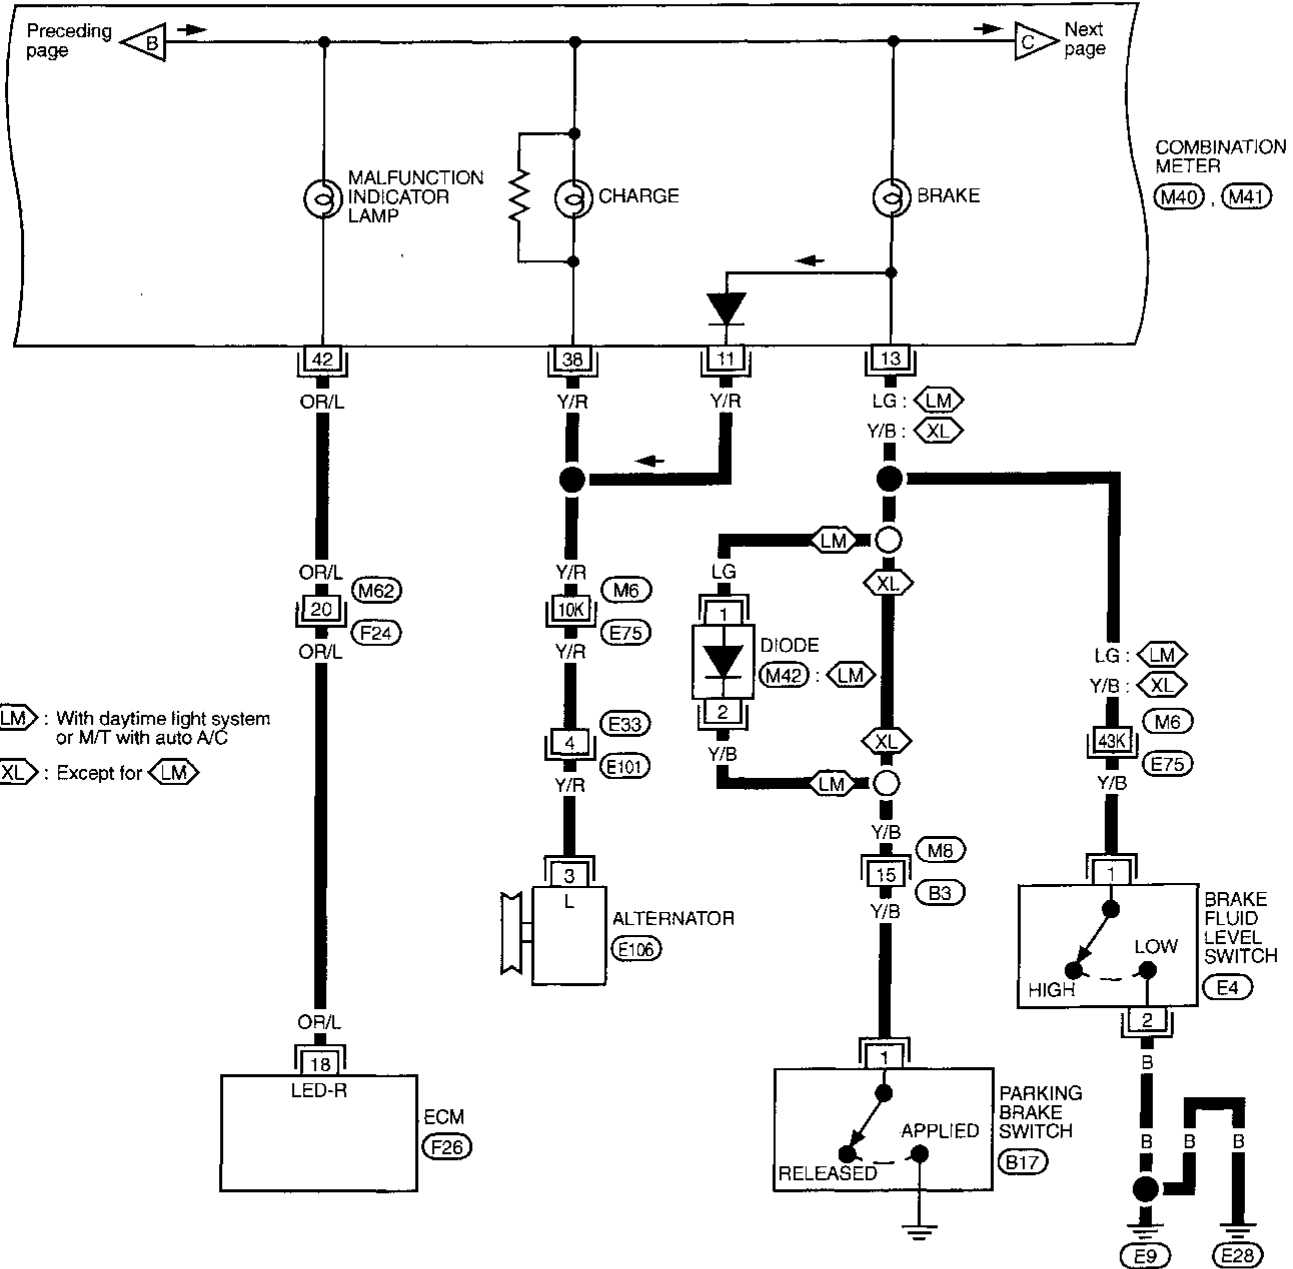 Preceding
page
B
C
Next
page
MALFUNCTION
INDICATOR
LAMP
CHARGE
BRAKE
COMBINATION
METER
M40 , M41
42
38
11
13
OR/L
Y/R
Y/R
LG : LM
Y/B : XL
LM
XL
LG
OR/L
M62
20
F24
OR/L
Y/R
M6
10K
E75
Y/R
1
DIODE
M42 : LM
2
Y/B
LM
XL
LG : LM
Y/B : XL
M6
43K
E75
Y/B
LM : With daytime light system
or M/T with auto A/C
XL : Except for LM
E33
4
E101
Y/R
Y/B
M8
15
B3
Y/B
3
L
ALTERNATOR
E106
1
BRAKE
FLUID
LEVEL
SWITCH
E4
LOW
HIGH
2
B
OR/L
18
LED-R
ECM
F26
1
PARKING
BRAKE
SWITCH
B17
APPLIED
RELEASED
B
B
B
E9
E28